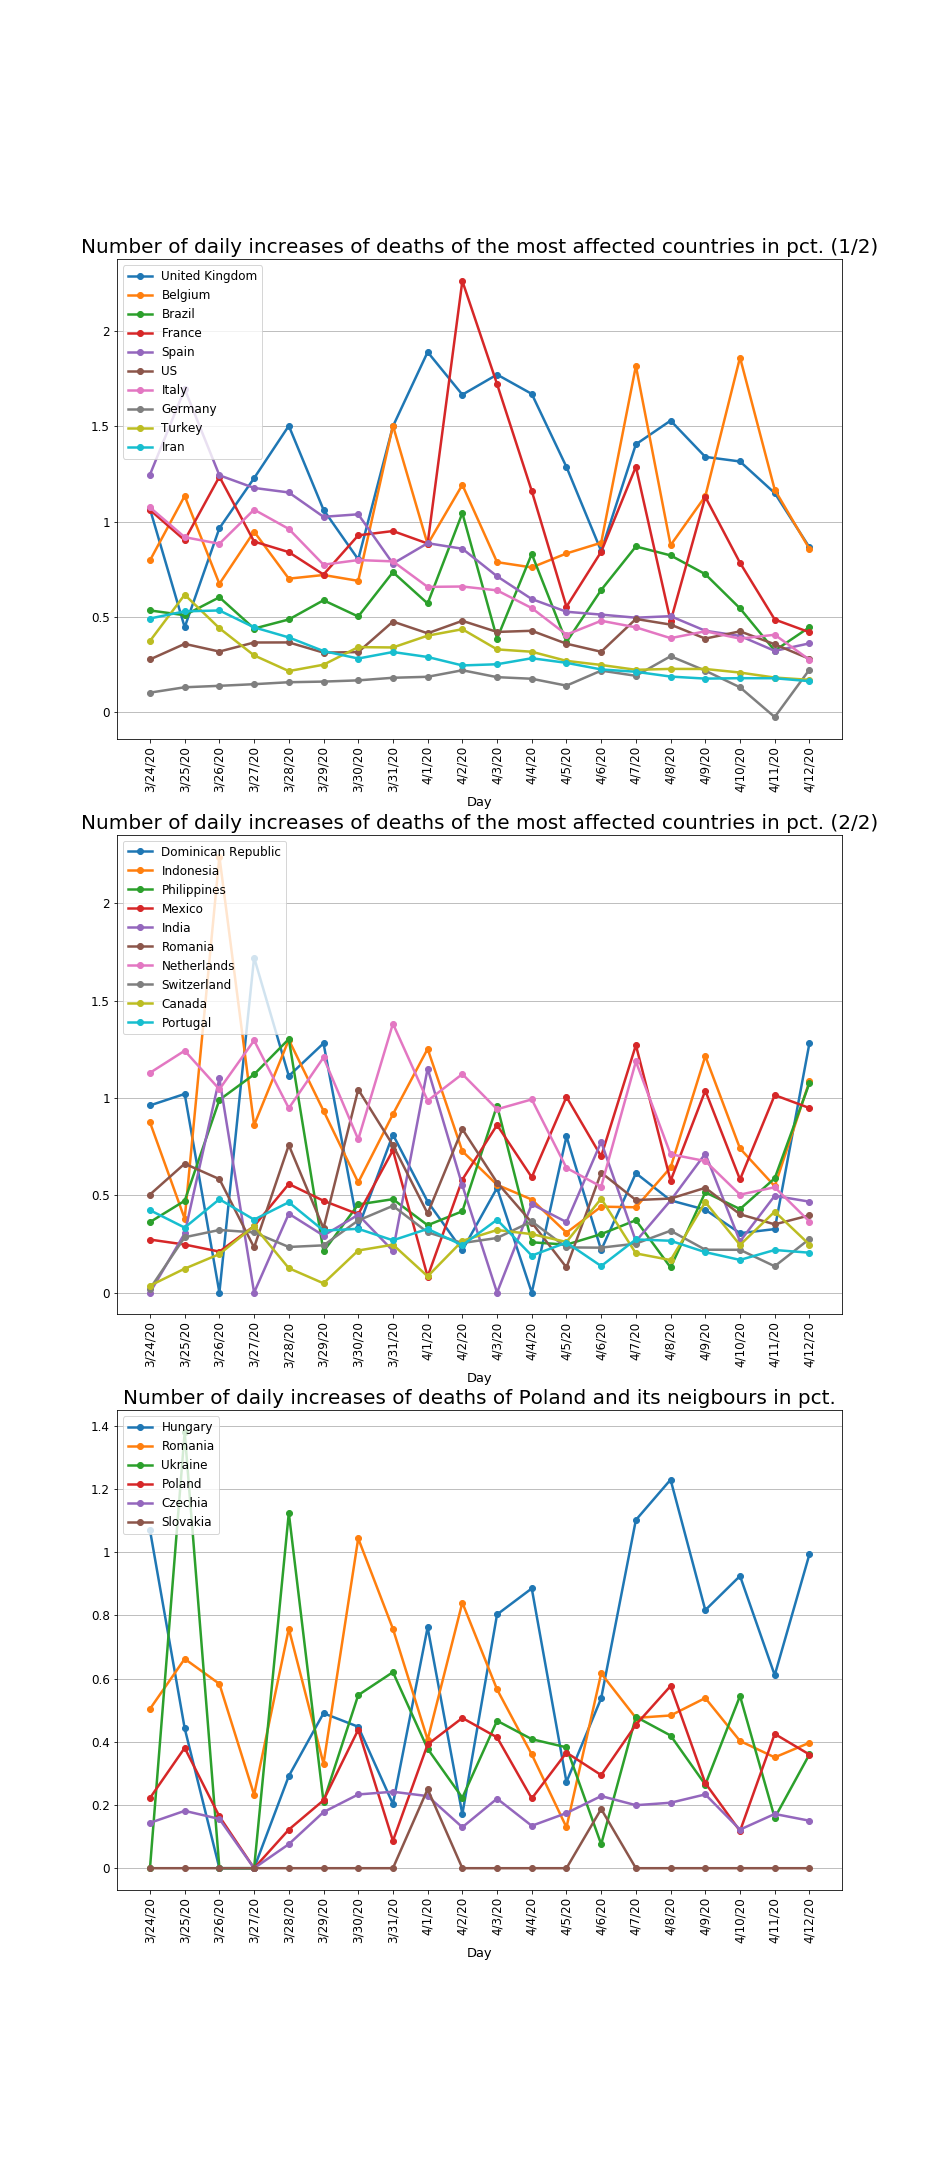 Number of daily increases of deaths of the most affected countries in pct. (1/2)
United Kingdom
Belgium
Brazil
France
Spain
US
Italy
Germany
Turkey
Iran
2
1.5
1
0.5
0
3/24/20 3/25/20 3/26/20 3/27/20 3/28/20 3/29/20 3/30/20 3/31/20 4/1/20 4/2/20 4/3/20 4/4/20 4/5/20 4/6/20 4/7/20 4/8/20 4/9/20 4/10/20 4/11/20 4/12/20
Day
Number of daily increases of deaths of the most affected countries in pct. (2/2)
Dominican Republic
Indonesia
Philippines
Mexico
India
Romania
Netherlands
Switzerland
Canada
Portugal
2
1.5
1
0.5
0
3/24/20 3/25/20 3/26/20 3/27/20 3/28/20 3/29/20 3/30/20 3/31/20 4/1/20 4/2/20 4/3/20 4/4/20 4/5/20 4/6/20 4/7/20 4/8/20 4/9/20 4/10/20 4/11/20 4/12/20
Day
Number of daily increases of deaths of Poland and its neigbours in pct.
Hungary
Romania
Ukraine
Poland
Czechia
Slovakia
1.4
1.2
1
0.8
0.6
0.4
0.2
0
3/24/20 3/25/20 3/26/20 3/27/20 3/28/20 3/29/20 3/30/20 3/31/20 4/1/20 4/2/20 4/3/20 4/4/20 4/5/20 4/6/20 4/7/20 4/8/20 4/9/20 4/10/20 4/11/20 4/12/20
Day